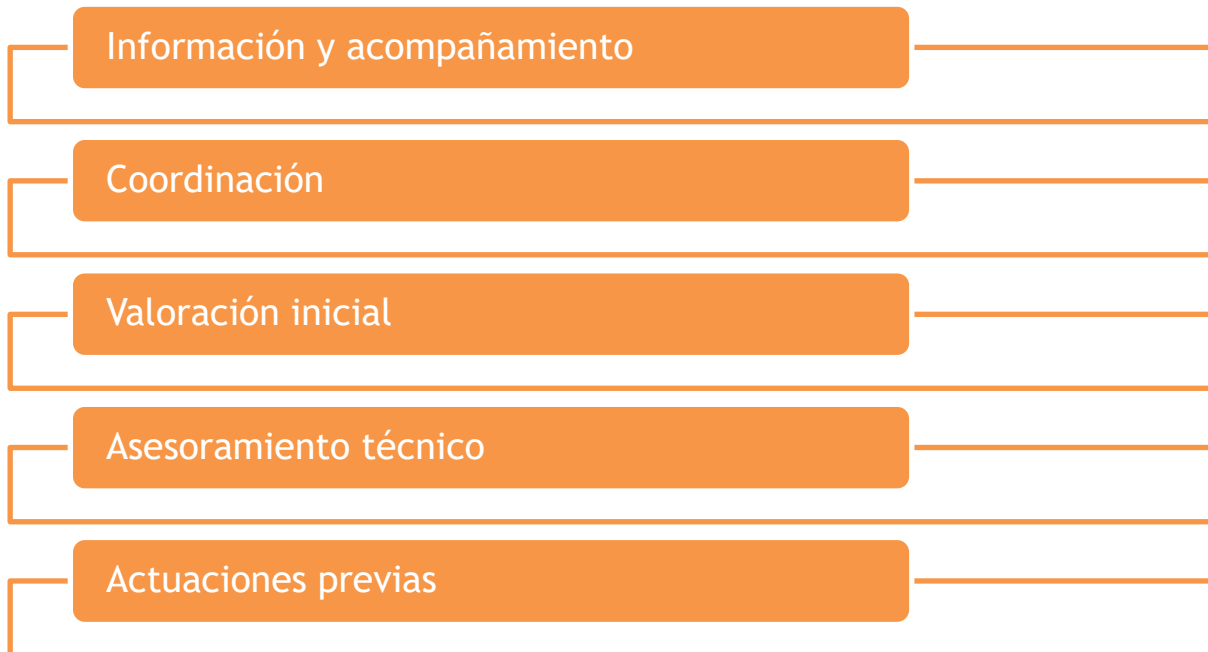 Información y acompañamiento
Coordinación
Valoración inicial
Asesoramiento técnico
Actuaciones previas